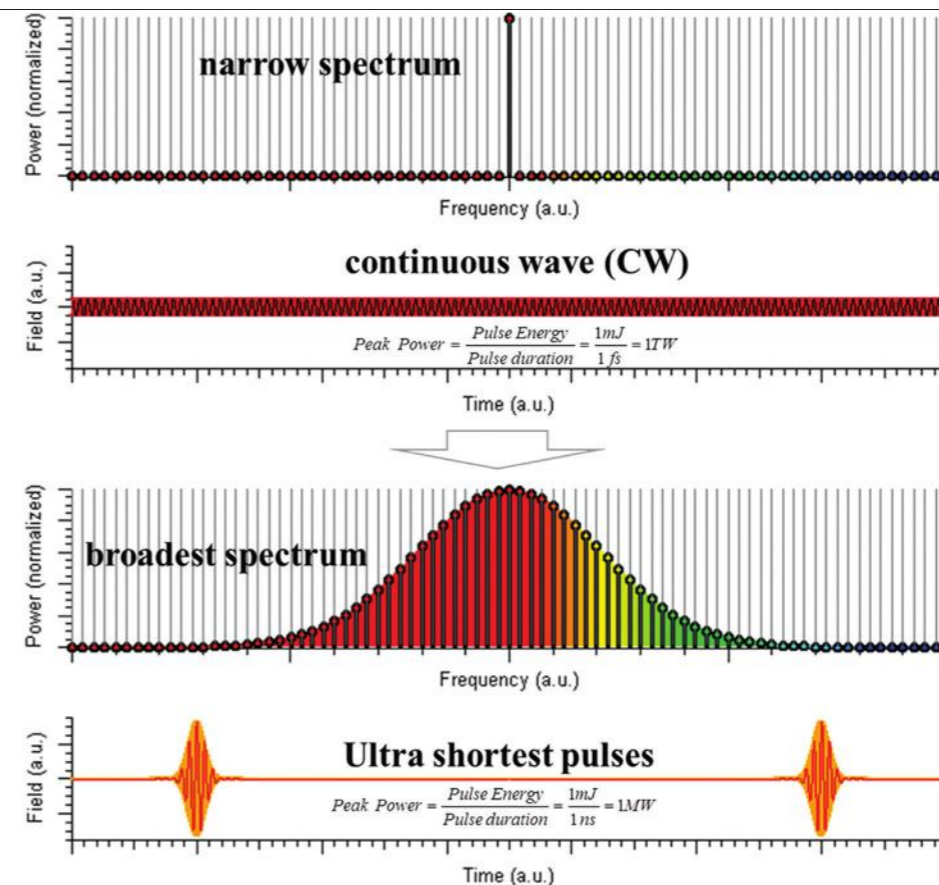 Power (normalized)
narrow spectrum
Frequency (a.u.)
Field (a.u.)
continuous wave (CW)
Peak Power = Pulse Energy / Pulse duration = 1mJ / 1 fs = 1TW
Time (a.u.)
Power (normalized)
broadest spectrum
Frequency (a.u.)
Field (a.u.)
Ultra shortest pulses
Peak Power = Pulse Energy / Pulse duration = 1mJ / 1 ns = 1MW
Time (a.u.)